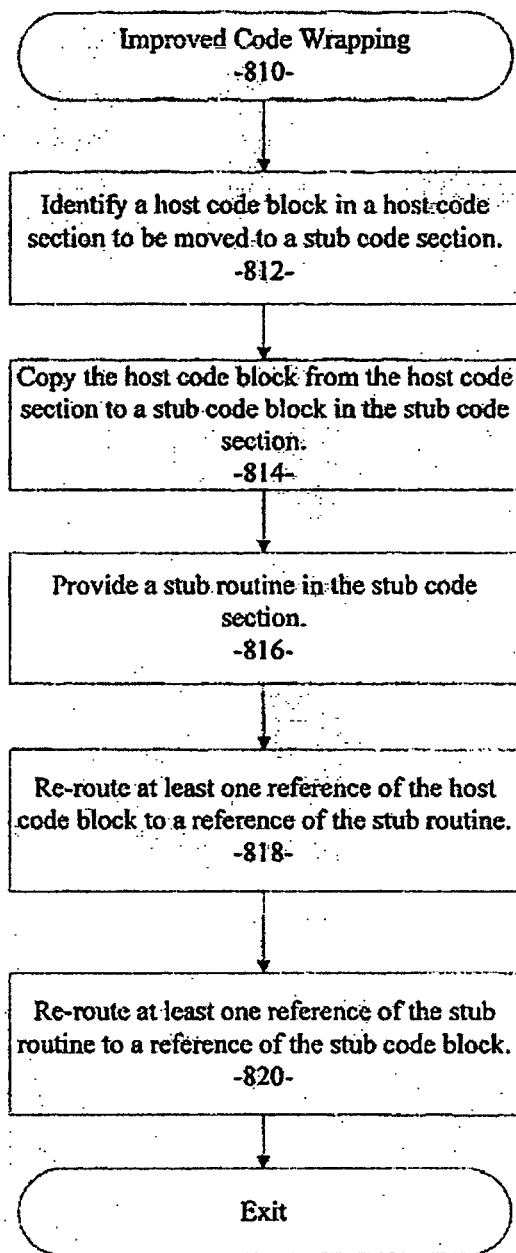 Improved Code Wrapping
-810-
Identify a host code block in a host code
section to be moved to a stub code section.
-812-
Copy the host code block from the host code
section to a stub code block in the stub code
section.
-814-
Provide a stub routine in the stub code
section.
-816-
Re-route at least one reference of the host
code block to a reference of the stub routine.
-818-
Re-route at least one reference of the stub
routine to a reference of the stub code block.
-820-
Exit